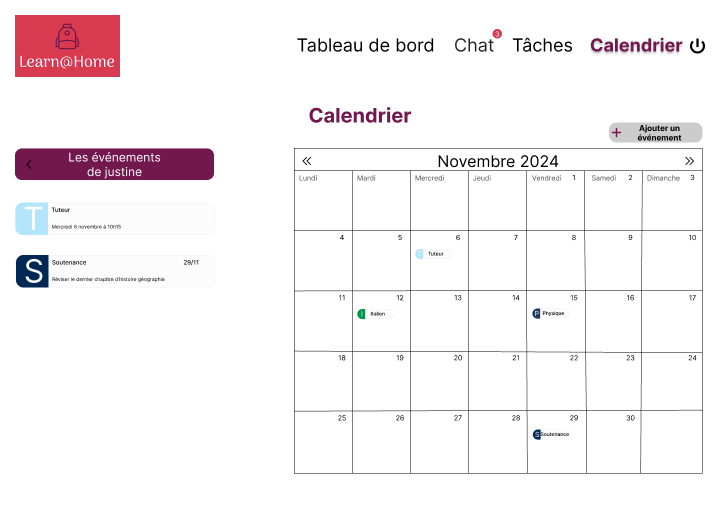 Learn@Home
Tableau de bord Chat 3 Tâches Calendrier
Calendrier
+ Ajouter un
événement
Les événements
de justine
T Tuteur
Mercredi 6 novembre à 10h15
S Soutenance 29/11
Réviser le dernier chapitre d'histoire géographie
« Novembre 2024 »
Lundi Mardi Mercredi Jeudi Vendredi 1 Samedi 2 Dimanche 3
4 5 6 7 8 9 10
T Tuteur
11 12 13 14 15 16 17
I Italien P Physique
18 19 20 21 22 23 24
25 26 27 28 29 30
S Soutenance